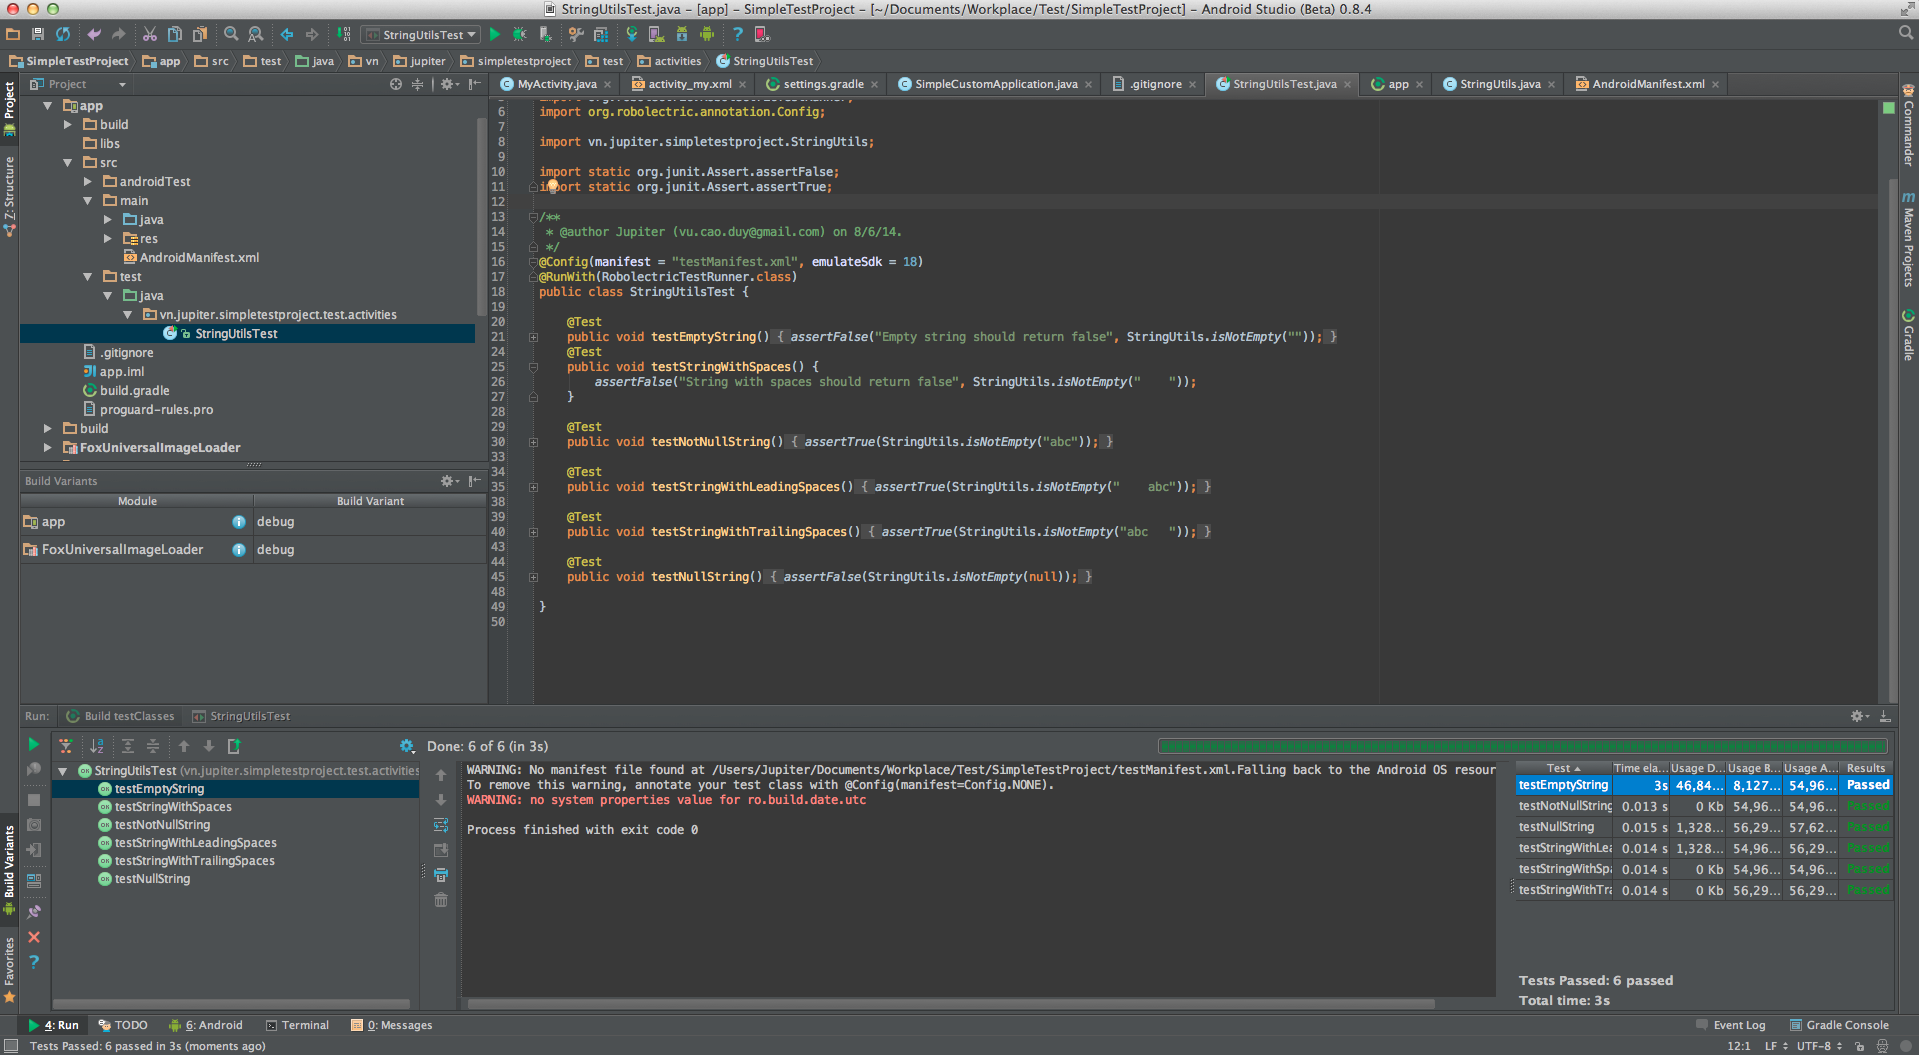 StringUtilsTest.java – [app] – SimpleTestProject – [~/Documents/Workplace/Test/SimpleTestProject] – Android Studio (Beta) 0.8.4
StringUtilsTest
SimpleTestProject app src test java vn jupiter simpletestproject test activities StringUtilsTest
Project
MyActivity.java activity_my.xml settings.gradle SimpleCustomApplication.java .gitignore StringUtilsTest.java app StringUtils.java AndroidManifest.xml
Project
Z: Structure
Build Variants
Favorites
app
build
libs
src
androidTest
main
java
res
AndroidManifest.xml
test
java
vn.jupiter.simpletestproject.test.activities
StringUtilsTest
.gitignore
app.iml
build.gradle
proguard-rules.pro
build
FoxUniversalImageLoader
Build Variants
Module Build Variant
app debug
FoxUniversalImageLoader debug
6 import org.robolectric.annotation.Config;
7
8 import vn.jupiter.simpletestproject.StringUtils;
9
10 import static org.junit.Assert.assertFalse;
11 import static org.junit.Assert.assertTrue;
12
13 /**
14 * @author Jupiter (vu.cao.duy@gmail.com) on 8/6/14.
15 */
16 @Config(manifest = "testManifest.xml", emulateSdk = 18)
17 @RunWith(RobolectricTestRunner.class)
18 public class StringUtilsTest {
19
20 @Test
21 public void testEmptyString() { assertFalse("Empty string should return false", StringUtils.isNotEmpty("")); }
24 @Test
25 public void testStringWithSpaces() {
26 assertFalse("String with spaces should return false", StringUtils.isNotEmpty("    "));
27 }
28
29 @Test
30 public void testNotNullString() { assertTrue(StringUtils.isNotEmpty("abc")); }
33
34 @Test
35 public void testStringWithLeadingSpaces() { assertTrue(StringUtils.isNotEmpty("    abc")); }
38
39 @Test
40 public void testStringWithTrailingSpaces() { assertTrue(StringUtils.isNotEmpty("abc   ")); }
43
44 @Test
45 public void testNullString() { assertFalse(StringUtils.isNotEmpty(null)); }
48
49 }
50
Commander
Maven Projects
Gradle
Run: Build testClasses StringUtilsTest
Done: 6 of 6 (in 3s)
StringUtilsTest (vn.jupiter.simpletestproject.test.activities
testEmptyString
testStringWithSpaces
testNotNullString
testStringWithLeadingSpaces
testStringWithTrailingSpaces
testNullString
WARNING: No manifest file found at /Users/Jupiter/Documents/Workplace/Test/SimpleTestProject/testManifest.xml.Falling back to the Android OS resour
To remove this warning, annotate your test class with @Config(manifest=Config.NONE).
WARNING: no system properties value for ro.build.date.utc
Process finished with exit code 0
Test Time ela... Usage D... Usage B... Usage A... Results
testEmptyString 3s 46,84... 8,127... 54,96... Passed
testNotNullString 0.013 s 0 Kb 54,96... 54,96... Passed
testNullString 0.015 s 1,328... 56,29... 57,62... Passed
testStringWithLea 0.014 s 1,328... 54,96... 56,29... Passed
testStringWithSpa 0.014 s 0 Kb 54,96... 54,96... Passed
testStringWithTra 0.014 s 0 Kb 56,29... 56,29... Passed
Tests Passed: 6 passed
Total time: 3s
4: Run TODO 6: Android Terminal 0: Messages Event Log Gradle Console
Tests Passed: 6 passed in 3s (moments ago) 12:1 LF UTF-8